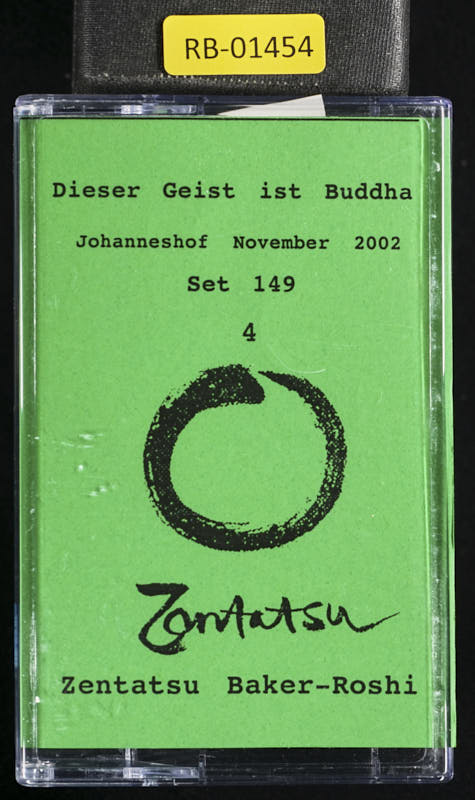 RB-01454
Dieser Geist ist Buddha
Johanneshof November 2002
Set 149
4
Zentatsu
Zentatsu Baker-Roshi